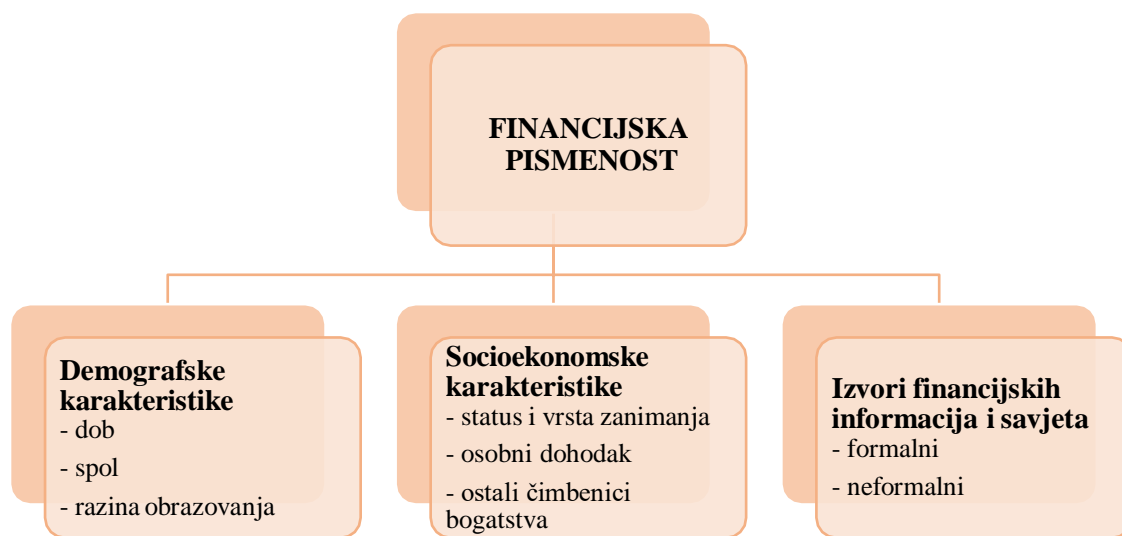 FINANCIJSKA
PISMENOST
Demografske
karakteristike
- dob
- spol
- razina obrazovanja
Socioekonomske
karakteristike
- status i vrsta zanimanja
- osobni dohodak
- ostali čimbenici
bogatstva
Izvori financijskih
informacija i savjeta
- formalni
- neformalni